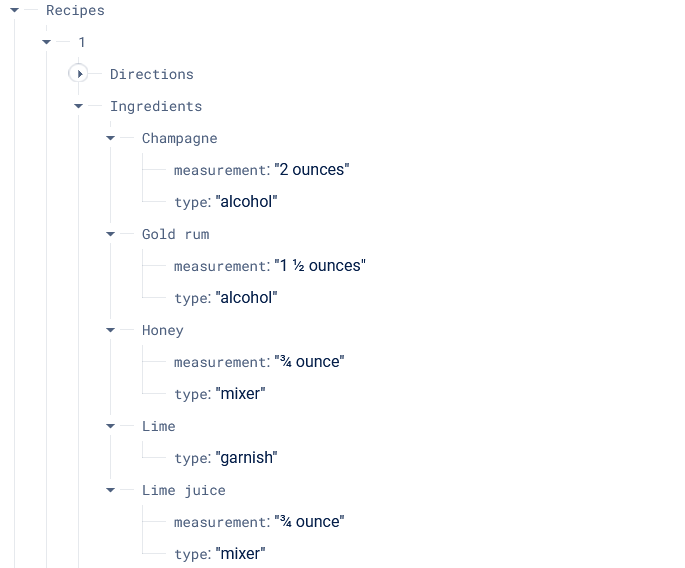 Recipes
1
Directions
Ingredients
Champagne
measurement: "2 ounces"
type: "alcohol"
Gold rum
measurement: "1 ½ ounces"
type: "alcohol"
Honey
measurement: "¾ ounce"
type: "mixer"
Lime
type: "garnish"
Lime juice
measurement: "¾ ounce"
type: "mixer"